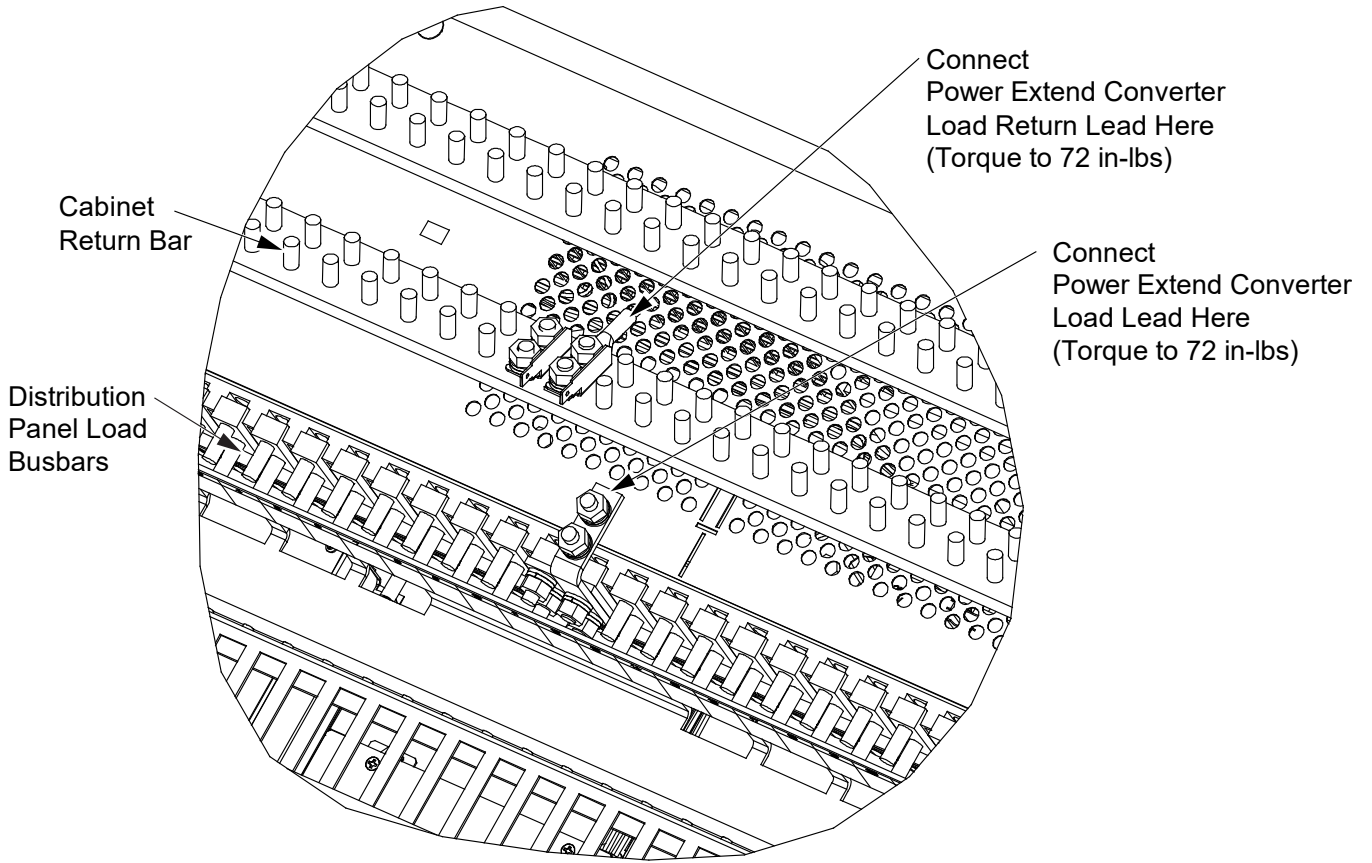 Connect
Power Extend Converter
Load Return Lead Here
(Torque to 72 in-lbs)
Cabinet
Return Bar
Connect
Power Extend Converter
Load Lead Here
(Torque to 72 in-lbs)
Distribution
Panel Load
Busbars